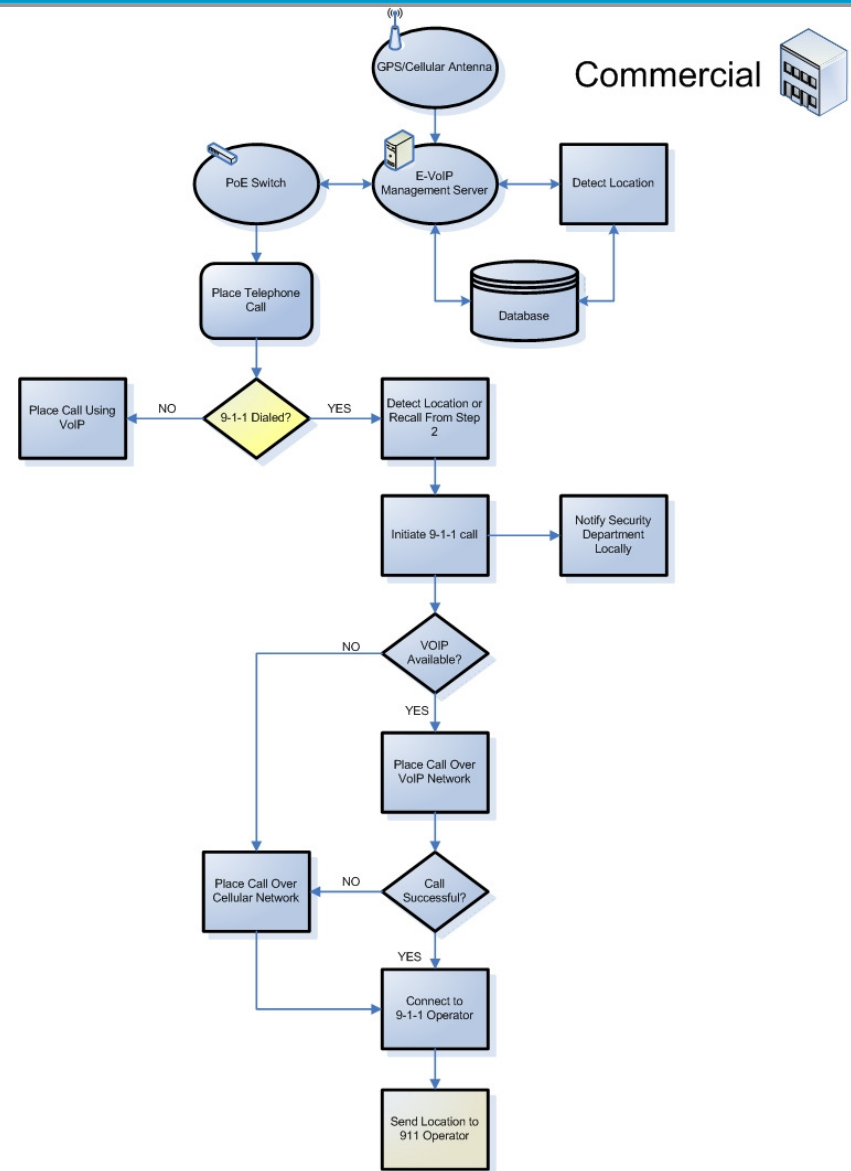 GPS/Cellular Antenna
Commercial
PoE Switch
E-VoIP
Management Server
Detect Location
Place Telephone
Call
Database
Place Call Using
VoIP
NO
9-1-1 Dialed?
YES
Detect Location or
Recall From Step
2
Initiate 9-1-1 call
Notify Security
Department
Locally
NO
VOIP
Available?
YES
Place Call Over
VoIP Network
Place Call Over
Cellular Network
NO
Call
Successful?
YES
Connect to
9-1-1 Operator
Send Location to
911 Operator